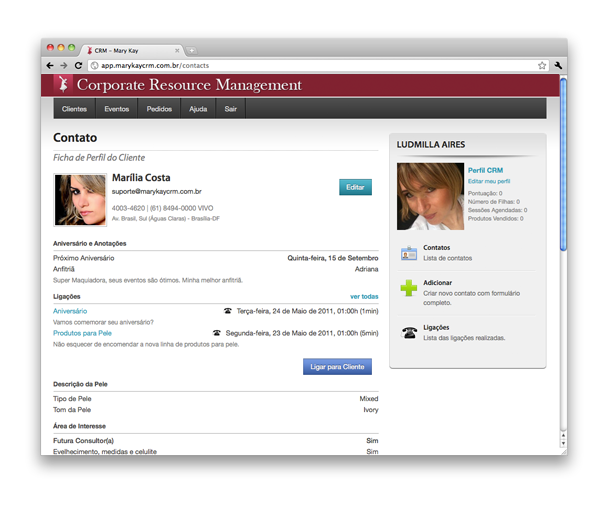 CRM – Mary Kay
app.marykaycrm.com.br/contacts
Corporate Resource Management
Clientes Eventos Pedidos Ajuda Sair
Contato
Ficha de Perfil do Cliente
Marília Costa
suporte@marykaycrm.com.br
Editar
4003-4620 | (61) 8494-0000 VIVO
Av. Brasil, Sul (Águas Claras) - Brasília-DF
Aniversário e Anotações
Próximo Aniversário Quinta-feira, 15 de Setembro
Anfitriã Adriana
Super Maquiadora, seus eventos são ótimos. Minha melhor anfitriã.
Ligações ver todas
Aniversário Terça-feira, 24 de Maio de 2011, 01:00h (1min)
Vamos comemorar seu aniversário?
Produtos para Pele Segunda-feira, 23 de Maio de 2011, 01:00h (5min)
Não esquecer de encomendar a nova linha de produtos para pele.
Ligar para Cliente
Descrição da Pele
Tipo de Pele Mixed
Tom da Pele Ivory
Área de Interesse
Futura Consultor(a) Sim
Evelhecimento, medidas e celulite Sim
LUDMILLA AIRES
Perfil CRM
Editar meu perfil
Pontuação: 0
Número de Filhas: 0
Sessões Agendadas: 0
Produtos Vendidos: 0
Contatos
Lista de contatos
Adicionar
Criar novo contato com formulário
completo.
Ligações
Lista das ligações realizadas.